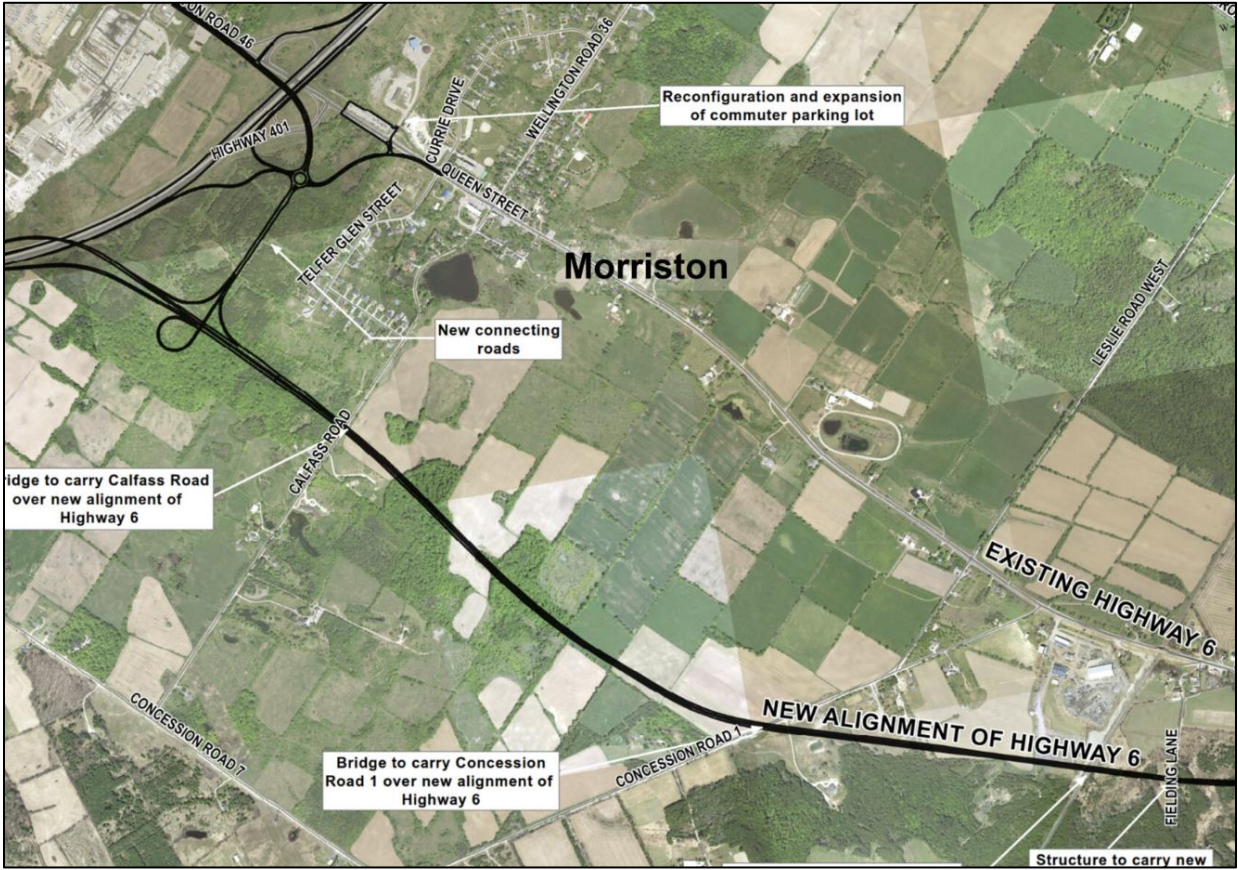 ON ROAD 46
HIGHWAY 401
CURRIE DRIVE
WELLINGTON ROAD 36
Reconfiguration and expansion
of commuter parking lot
QUEEN STREET
TELFER GLEN STREET
Morriston
New connecting
roads
LESLIE ROAD WEST
CALFASS ROAD
ridge to carry Calfass Road
over new alignment of
Highway 6
EXISTING HIGHWAY 6
CONCESSION ROAD 7
NEW ALIGNMENT OF HIGHWAY 6
CONCESSION ROAD 1
Bridge to carry Concession
Road 1 over new alignment of
Highway 6
FIELDING LANE
Structure to carry new